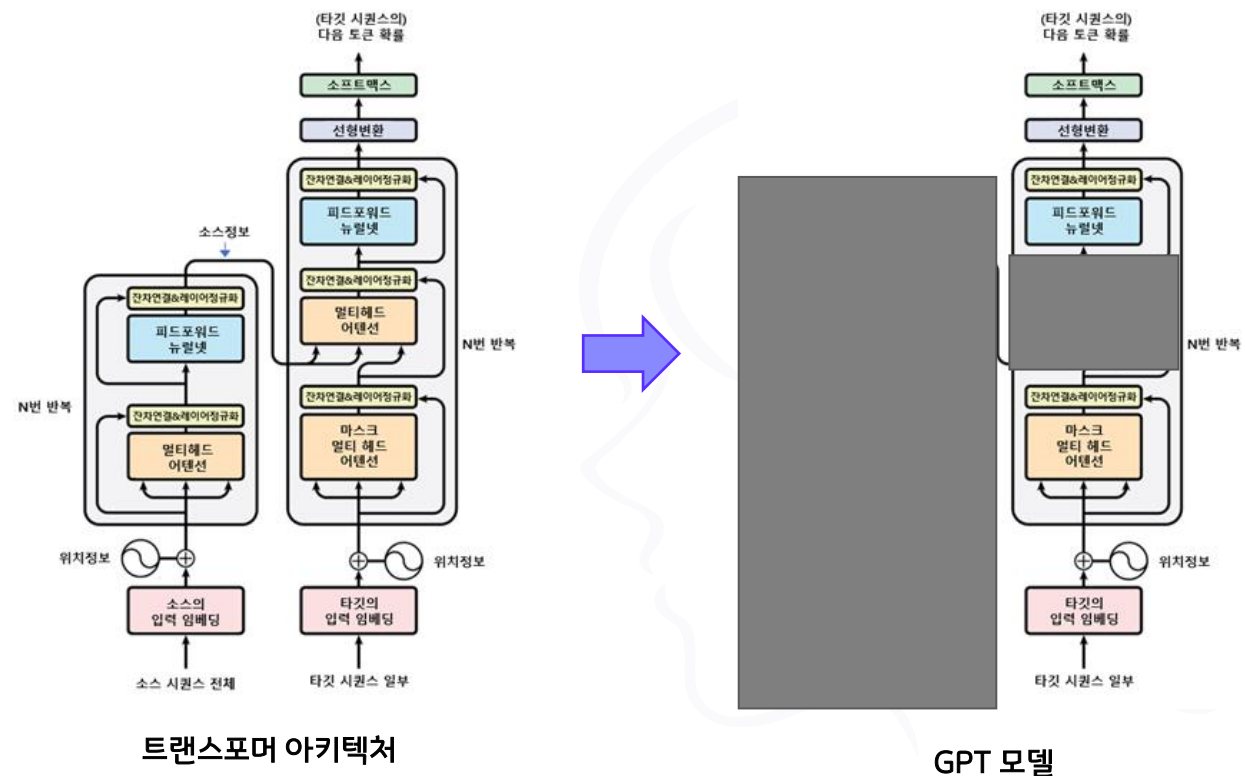 (타깃 시퀀스의)
다음 토큰 확률
소프트맥스
선형변환
잔차연결&레이어정규화
피드포워드
뉴럴넷
소스정보
잔차연결&레이어정규화
멀티헤드
어텐션
N번 반복
잔차연결&레이어정규화
마스크
멀티 헤드
어텐션
잔차연결&레이어정규화
피드포워드
뉴럴넷
N번 반복
잔차연결&레이어정규화
멀티헤드
어텐션
위치정보
위치정보
소스의
입력 임베딩
타깃의
입력 임베딩
소스 시퀀스 전체
타깃 시퀀스 일부
트랜스포머 아키텍처
(타깃 시퀀스의)
다음 토큰 확률
소프트맥스
선형변환
잔차연결&레이어정규화
피드포워드
뉴럴넷
N번 반복
잔차연결&레이어정규화
마스크
멀티 헤드
어텐션
위치정보
타깃의
입력 임베딩
타깃 시퀀스 일부
GPT 모델